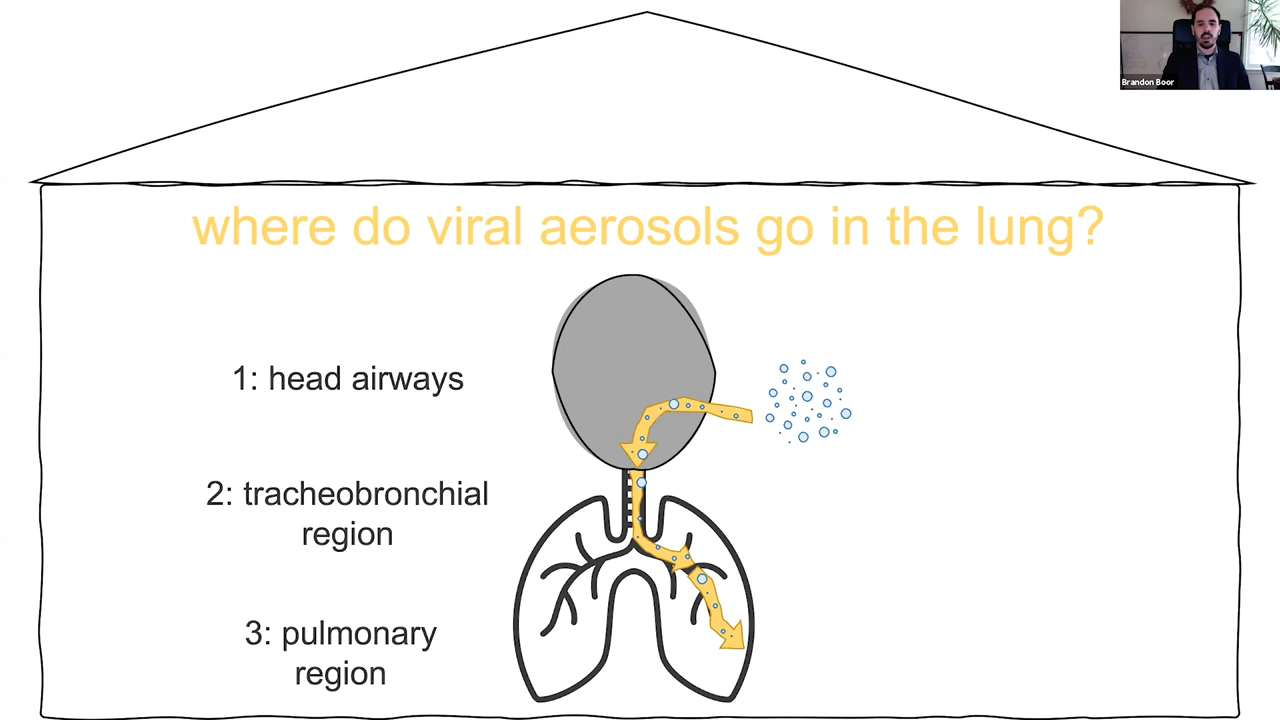 Brandon Boor
where do viral aerosols go in the lung?
1: head airways
2: tracheobronchial
region
3: pulmonary
region